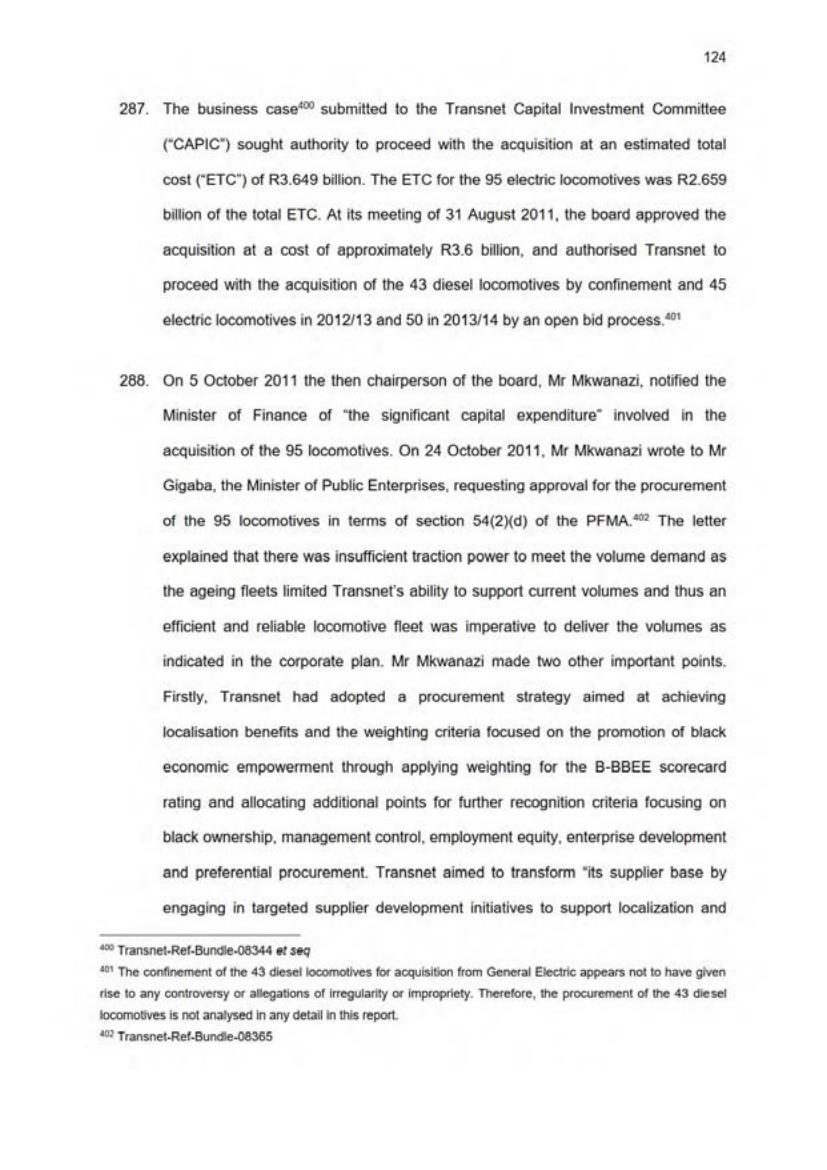 124
287. The business case400 submitted to the Transnet Capital Investment Committee
("CAPIC") sought authority to proceed with the acquisition at an estimated total
cost ("ETC") of R3.649 billion. The ETC for the 95 electric locomotives was R2.659
billion of the total ETC. At its meeting of 31 August 2011, the board approved the
acquisition at a cost of approximately R3.6 billion, and authorised Transnet to
proceed with the acquisition of the 43 diesel locomotives by confinement and 45
electric locomotives in 2012/13 and 50 in 2013/14 by an open bid process.401
288. On 5 October 2011 the then chairperson of the board, Mr Mkwanazi, notified the
Minister of Finance of "the significant capital expenditure" involved in the
acquisition of the 95 locomotives. On 24 October 2011, Mr Mkwanazi wrote to Mr
Gigaba, the Minister of Public Enterprises, requesting approval for the procurement
of the 95 locomotives in terms of section 54(2)(d) of the PFMA.402 The letter
explained that there was insufficient traction power to meet the volume demand as
the ageing fleets limited Transnet's ability to support current volumes and thus an
efficient and reliable locomotive fleet was imperative to deliver the volumes as
indicated in the corporate plan. Mr Mkwanazi made two other important points.
Firstly, Transnet had adopted a procurement strategy aimed at achieving
localisation benefits and the weighting criteria focused on the promotion of black
economic empowerment through applying weighting for the B-BBEE scorecard
rating and allocating additional points for further recognition criteria focusing on
black ownership, management control, employment equity, enterprise development
and preferential procurement. Transnet aimed to transform "its supplier base by
engaging in targeted supplier development initiatives to support localization and
400 Transnet-Ref-Bundle-08344 et seq
401 The confinement of the 43 diesel locomotives for acquisition from General Electric appears not to have given
rise to any controversy or allegations of irregularity or impropriety. Therefore, the procurement of the 43 diesel
locomotives is not analysed in any detail in this report.
402 Transnet-Ref-Bundle-08365